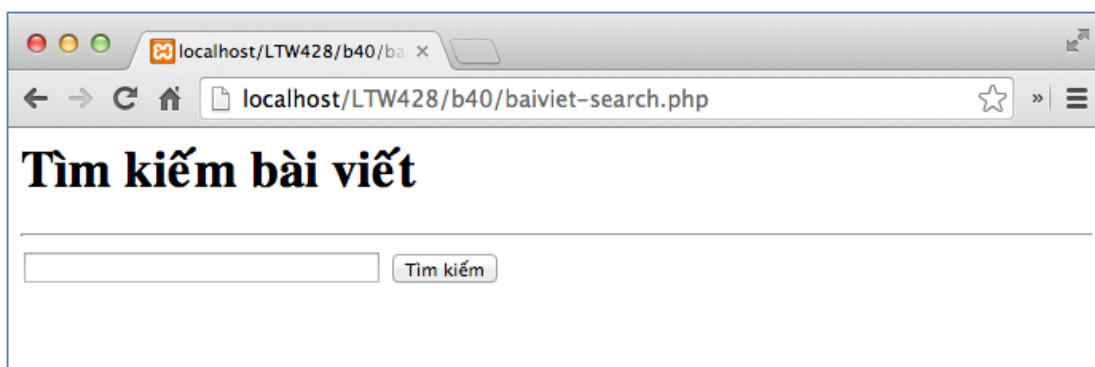 localhost/LTW428/b40/ba
localhost/LTW428/b40/baiviet-search.php
Tìm kiếm bài viết
Tìm kiếm